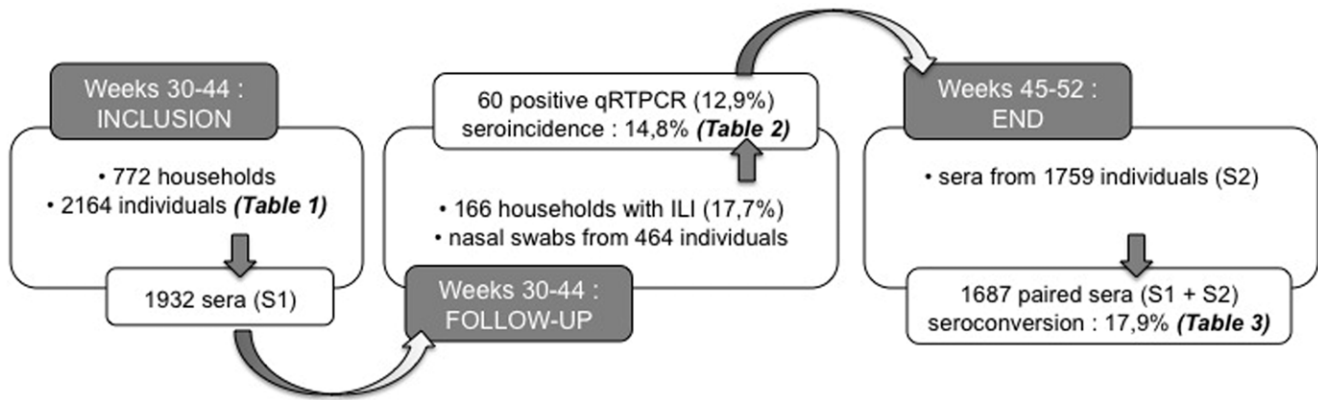 Weeks 30-44 :
INCLUSION
• 772 households
• 2164 individuals (Table 1)
1932 sera (S1)
60 positive qRTPCR (12,9%)
seroincidence : 14,8% (Table 2)
• 166 households with ILI (17,7%)
• nasal swabs from 464 individuals
Weeks 30-44 :
FOLLOW-UP
Weeks 45-52 :
END
• sera from 1759 individuals (S2)
1687 paired sera (S1 + S2)
seroconversion : 17,9% (Table 3)